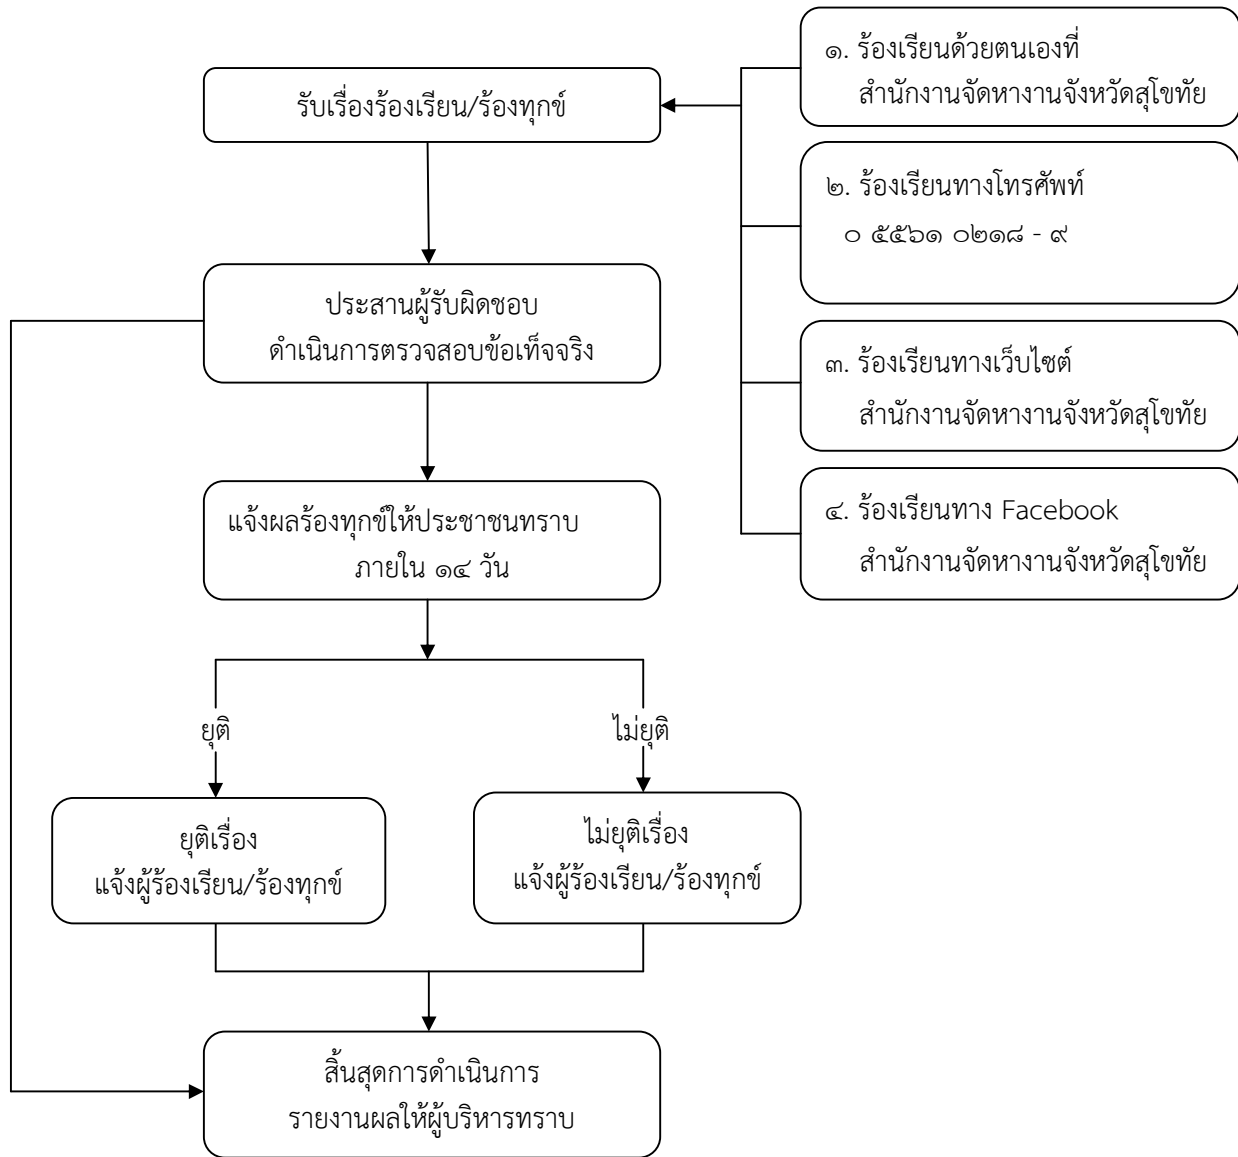 รับเรื่องร้องเรียน/ร้องทุกข์
๑. ร้องเรียนด้วยตนเองที่
สำนักงานจัดหางานจังหวัดสุโขทัย
๒. ร้องเรียนทางโทรศัพท์
๐ ๕๕๖๑ ๐๒๑๘ - ๙
๓. ร้องเรียนทางเว็บไซต์
สำนักงานจัดหางานจังหวัดสุโขทัย
๔. ร้องเรียนทาง Facebook
สำนักงานจัดหางานจังหวัดสุโขทัย
ประสานผู้รับผิดชอบ
ดำเนินการตรวจสอบข้อเท็จจริง
แจ้งผลร้องทุกข์ให้ประชาชนทราบ
ภายใน ๑๔ วัน
ยุติ
ไม่ยุติ
ยุติเรื่อง
แจ้งผู้ร้องเรียน/ร้องทุกข์
ไม่ยุติเรื่อง
แจ้งผู้ร้องเรียน/ร้องทุกข์
สิ้นสุดการดำเนินการ
รายงานผลให้ผู้บริหารทราบ